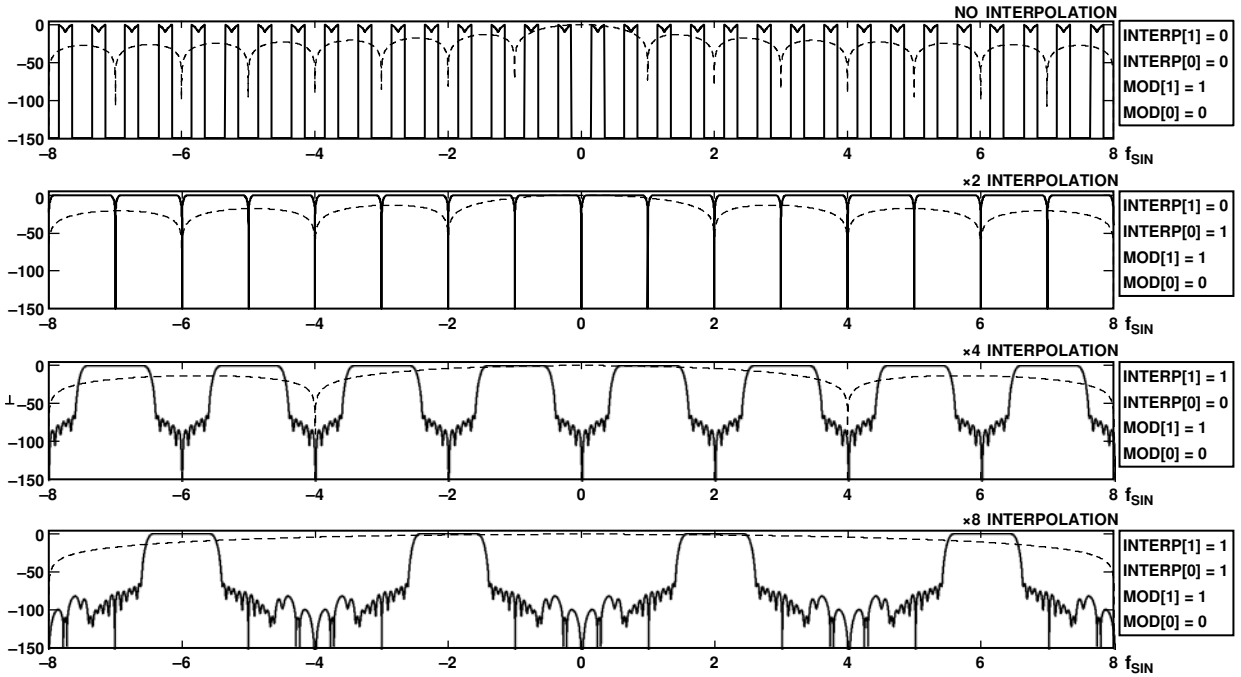 NO INTERPOLATION
0
−50
−100
−150
−8 −6 −4 −2 0 2 4 6 8 fSIN
INTERP[1] = 0
INTERP[0] = 0
MOD[1] = 1
MOD[0] = 0
×2 INTERPOLATION
0
−50
−100
−150
−8 −6 −4 −2 0 2 4 6 8 fSIN
INTERP[1] = 0
INTERP[0] = 1
MOD[1] = 1
MOD[0] = 0
×4 INTERPOLATION
0
−50
−100
−150
−8 −6 −4 −2 0 2 4 6 8 fSIN
INTERP[1] = 1
INTERP[0] = 0
MOD[1] = 1
MOD[0] = 0
×8 INTERPOLATION
0
−50
−100
−150
−8 −6 −4 −2 0 2 4 6 8 fSIN
INTERP[1] = 1
INTERP[0] = 1
MOD[1] = 1
MOD[0] = 0